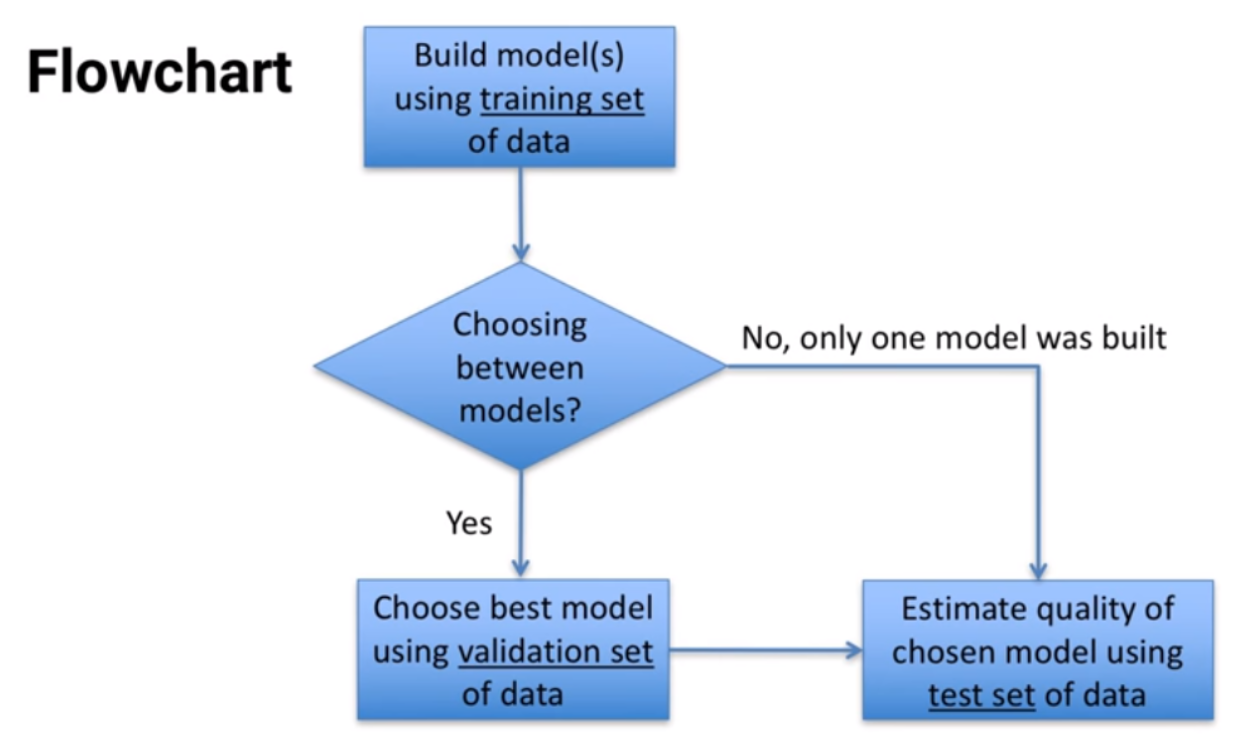 Flowchart
Build model(s)
using training set
of data
Choosing
between
models?
No, only one model was built
Yes
Choose best model
using validation set
of data
Estimate quality of
chosen model using
test set of data